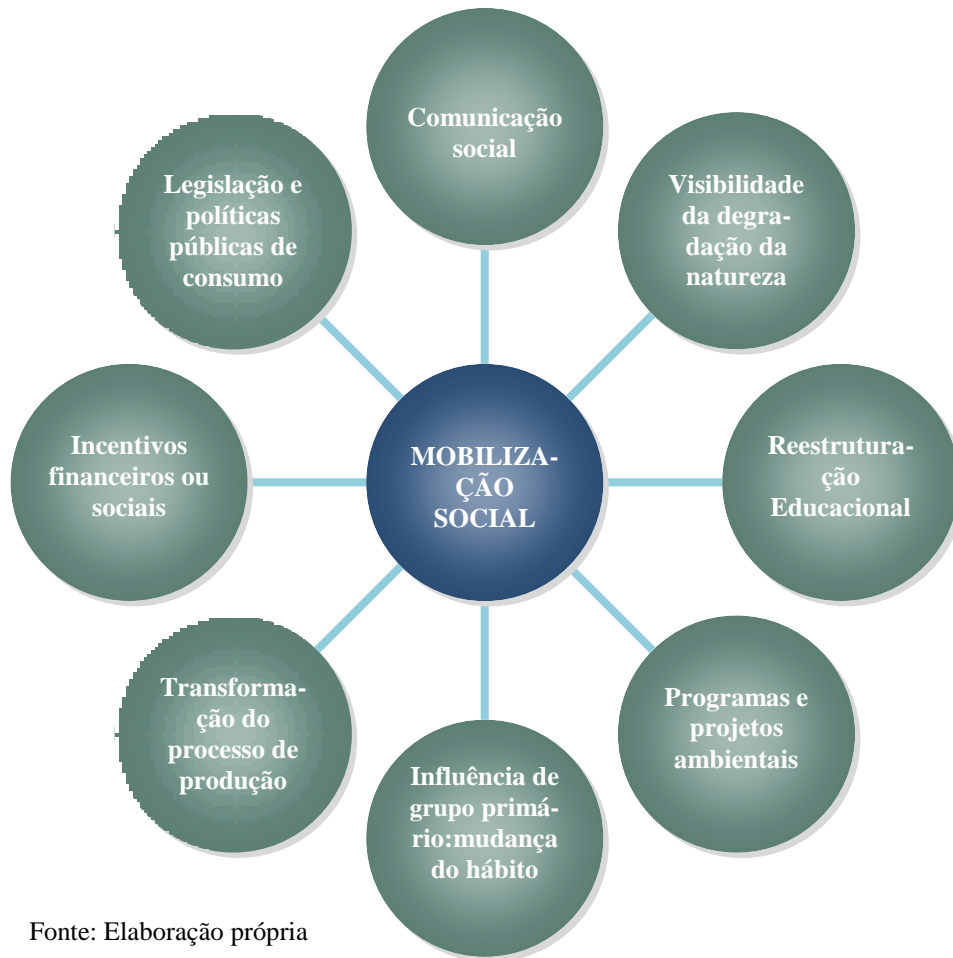 Comunicação
social
Visibilidade
da degra-
dação da
natureza
Reestrutura-
ção
Educacional
Programas e
projetos
ambientais
Influência de
grupo primá-
rio:mudança
do hábito
Transforma-
ção do
processo de
produção
Incentivos
financeiros ou
sociais
Legislação e
políticas
públicas de
consumo
MOBILIZA-
ÇÃO
SOCIAL
Fonte: Elaboração própria